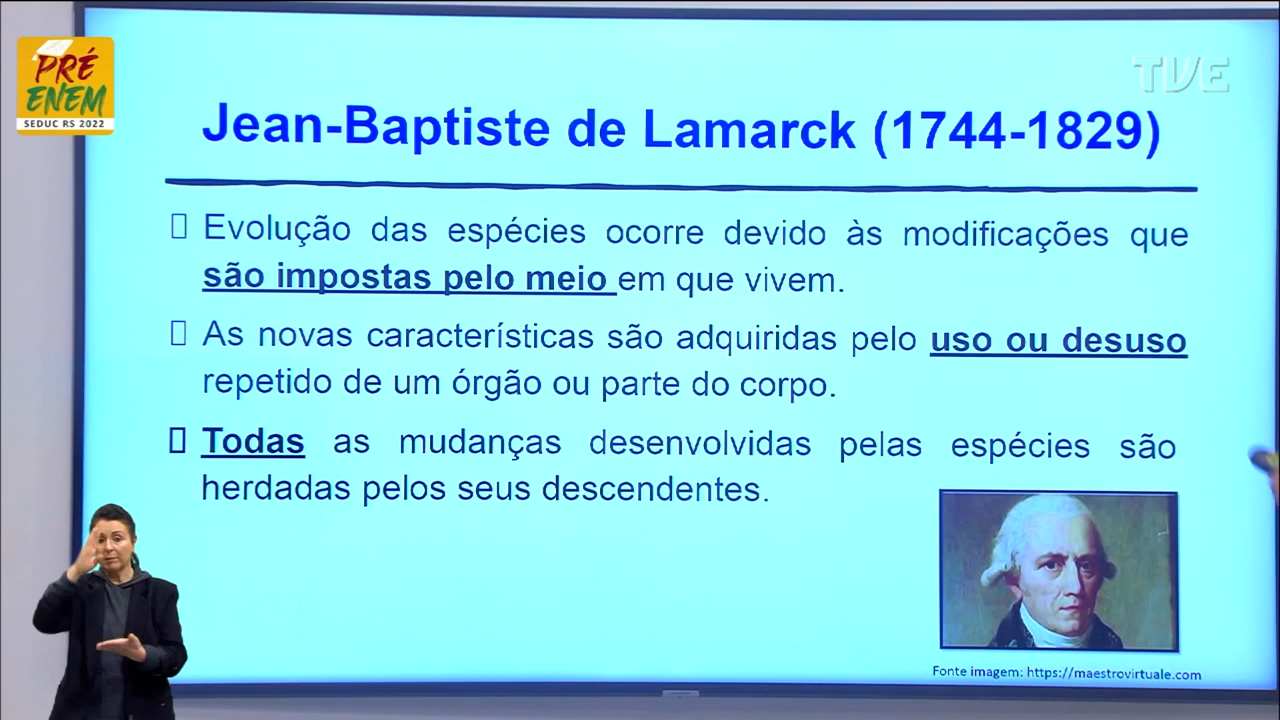 PRÉ
ENEM
SEDUC RS 2022
TVE
Jean-Baptiste de Lamarck (1744-1829)
Evolução das espécies ocorre devido às modificações que
são impostas pelo meio em que vivem.
As novas características são adquiridas pelo uso ou desuso
repetido de um órgão ou parte do corpo.
Todas as mudanças desenvolvidas pelas espécies são
herdadas pelos seus descendentes.
Fonte imagem: https://maestrovirtuale.com